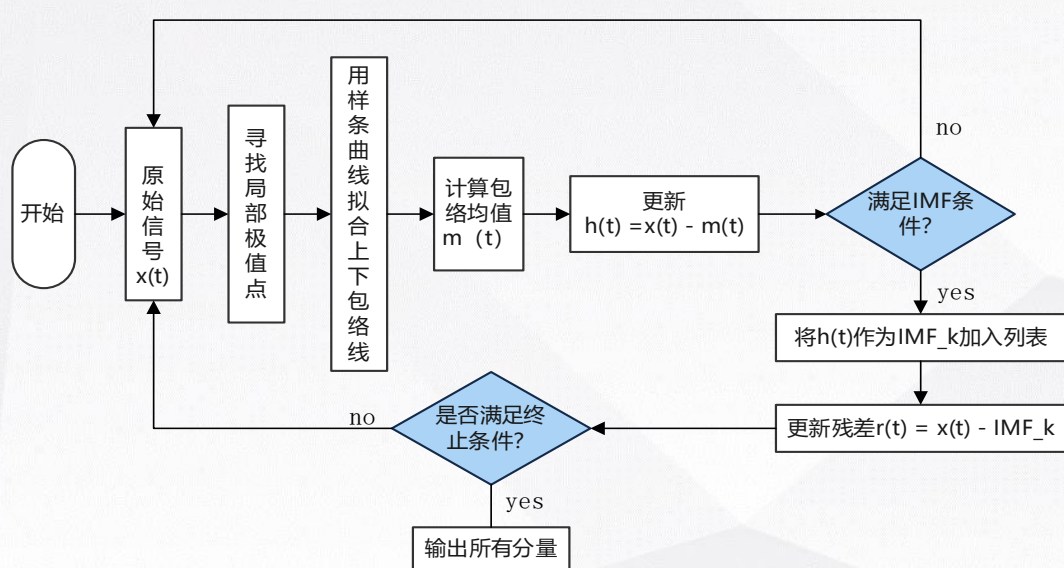 开始
原始信号
x(t)
寻找局部极值点
用样条曲线拟合上下包络线
计算包
络均值
m（t）
更新
h(t) =x(t) - m(t)
满足IMF条
件?
no
yes
将h(t)作为IMF_k加入列表
更新残差r(t) = x(t) - IMF_k
是否满足终
止条件?
no
yes
输出所有分量